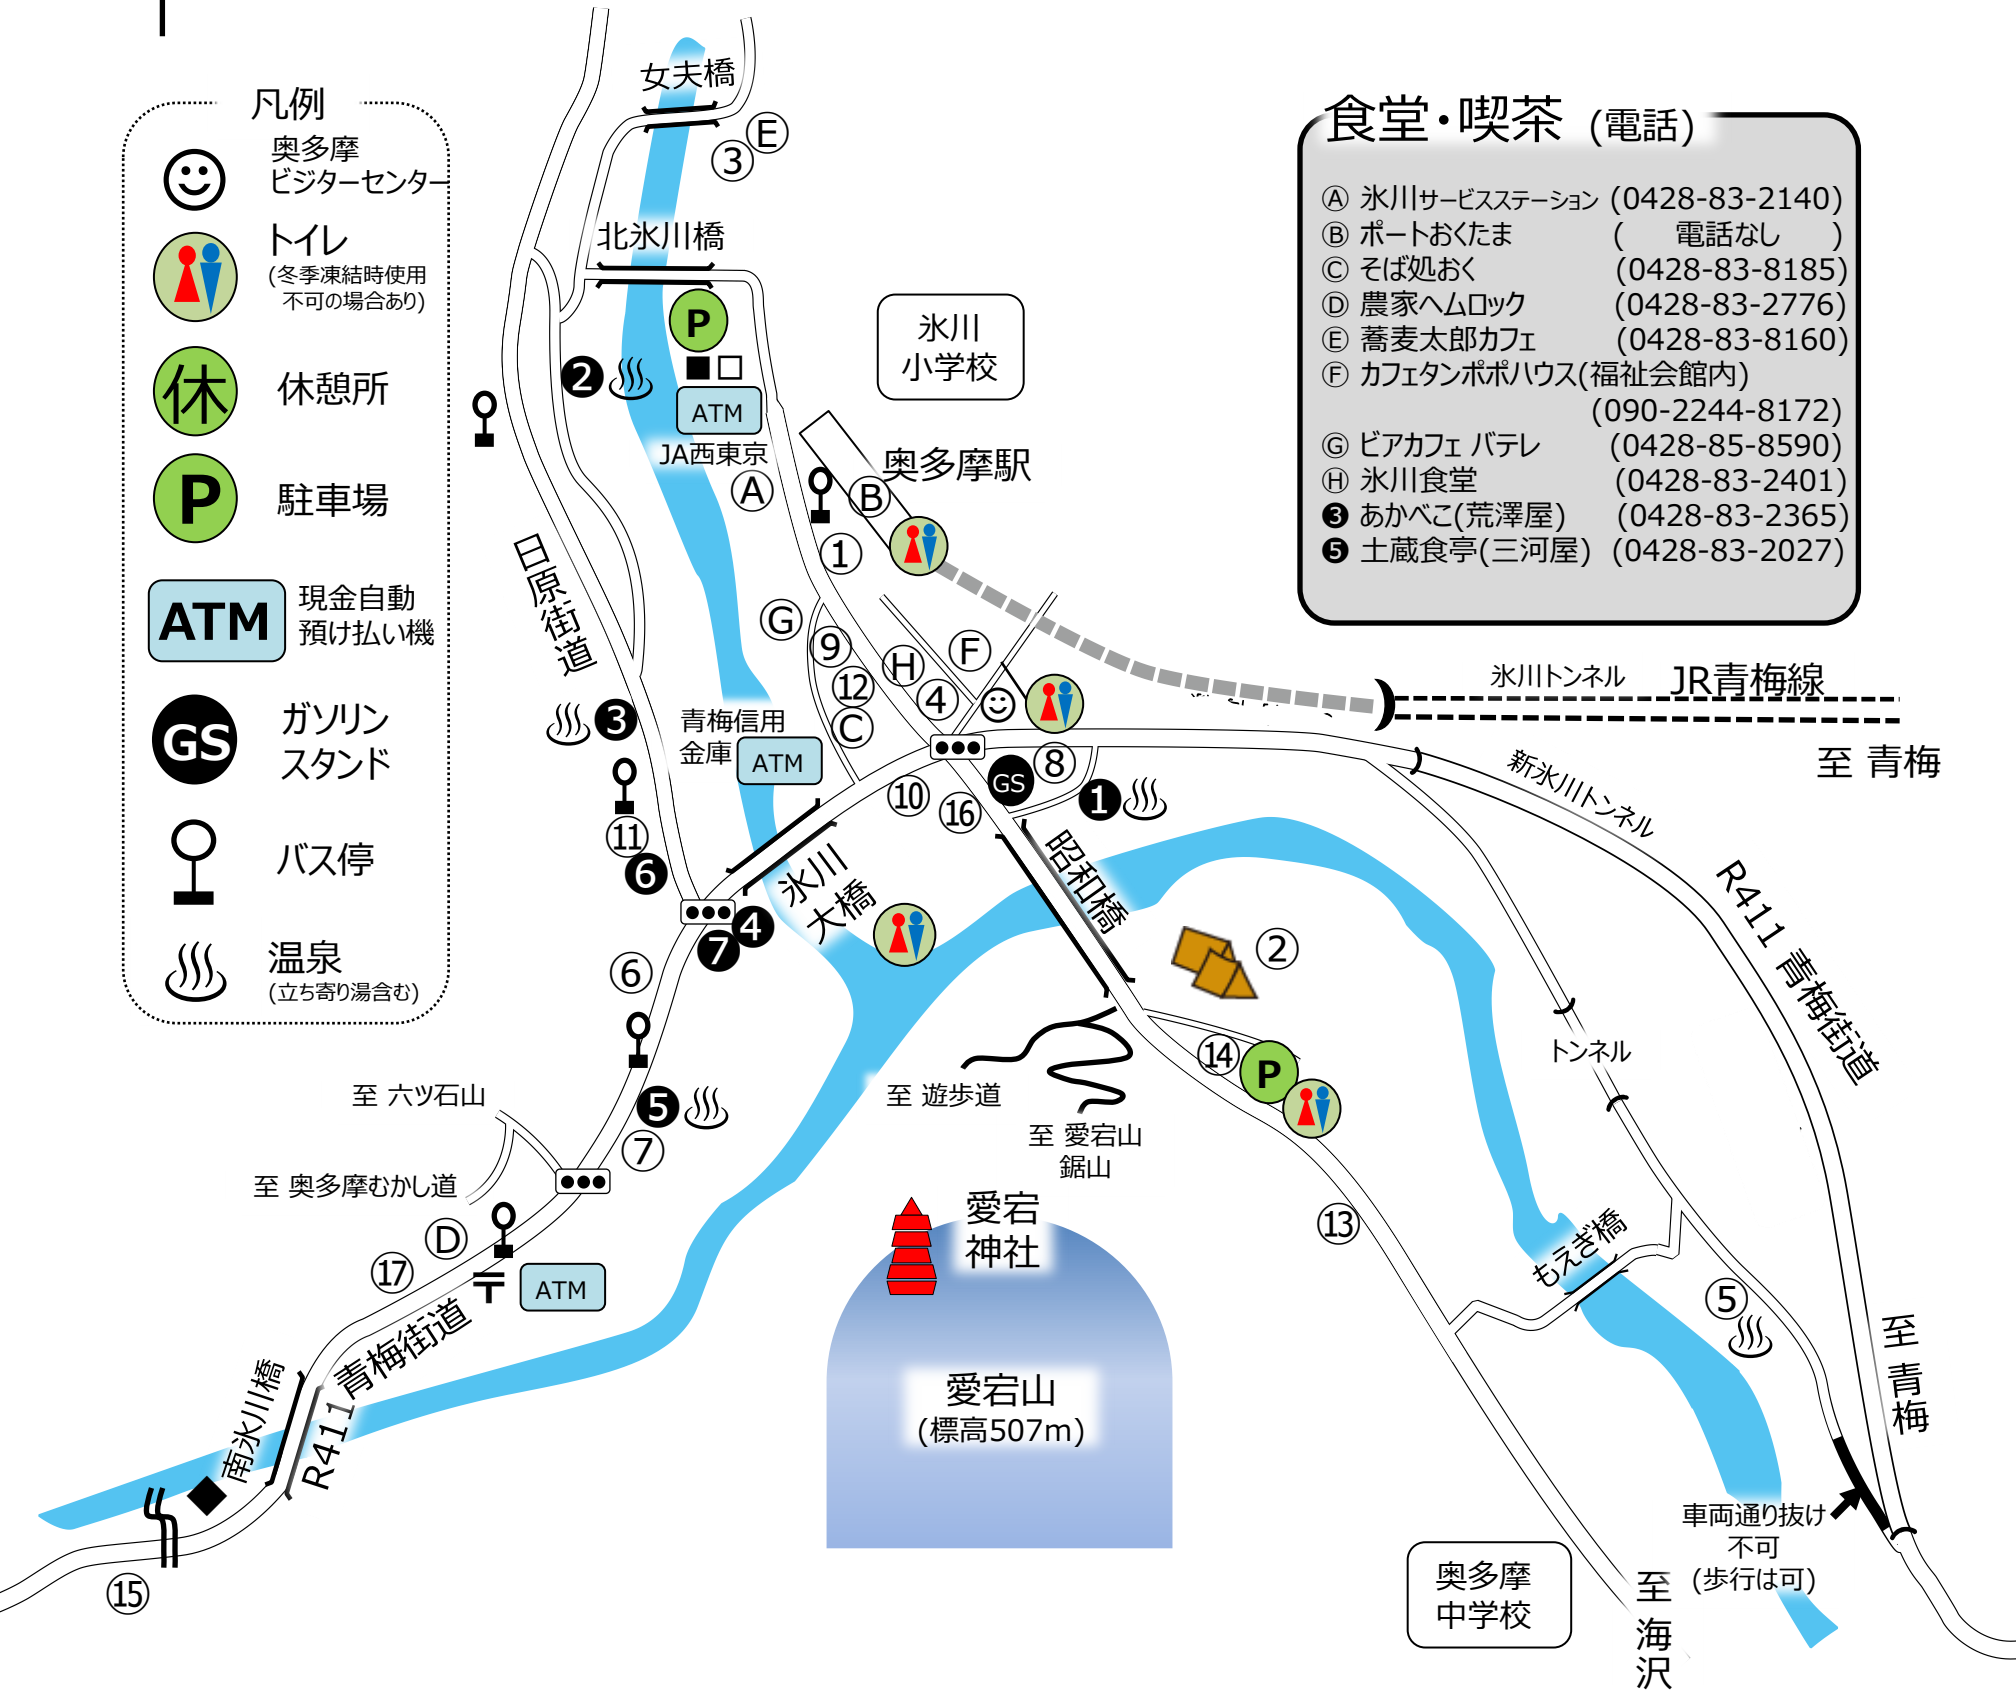 凡例
奥多摩
ビジターセンター
トイレ
(冬季凍結時使用
不可の場合あり)
休
休憩所
P
駐車場
ATM
現金自動
預け払い機
GS
ガソリン
スタンド
バス停
温泉
(立ち寄り湯含む)
食堂・喫茶 (電話)
Ⓐ 氷川サービスステーション (0428-83-2140)
Ⓑ ポートおくたま ( 電話なし )
Ⓒ そば処おく (0428-83-8185)
Ⓓ 農家ヘムロック (0428-83-2776)
Ⓔ 蕎麦太郎カフェ (0428-83-8160)
Ⓕ カフェタンポポハウス(福祉会館内)
(090-2244-8172)
Ⓖ ビアカフェ バテレ (0428-85-8590)
Ⓗ 氷川食堂 (0428-83-2401)
❸ あかべこ(荒澤屋) (0428-83-2365)
❺ 土蔵食亭(三河屋) (0428-83-2027)
女夫橋
Ⓔ
③
北氷川橋
P
氷川
小学校
❷
ATM
JA西東京
Ⓐ
奥多摩駅
Ⓑ
①
日原街道
Ⓖ
⑨
Ⓗ
Ⓕ
⑫
④
Ⓒ
❸
青梅信用
金庫
ATM
氷川トンネル
JR青梅線
至 青梅
新氷川トンネル
R411 青梅街道
⑧
GS
❶
⑩
⑯
⑪
❻
氷川
大橋
昭和橋
❹
❼
⑥
②
⑭
P
トンネル
至 六ツ石山
❺
⑦
至 遊歩道
至 愛宕山
鋸山
至 奥多摩むかし道
Ⓓ
⑰
〒
ATM
愛宕
神社
⑬
もえぎ橋
⑤
至 青梅
R411 青梅街道
南氷川橋
愛宕山
(標高507m)
車両通り抜け
不可
(歩行は可)
奥多摩
中学校
至 海沢
⑮